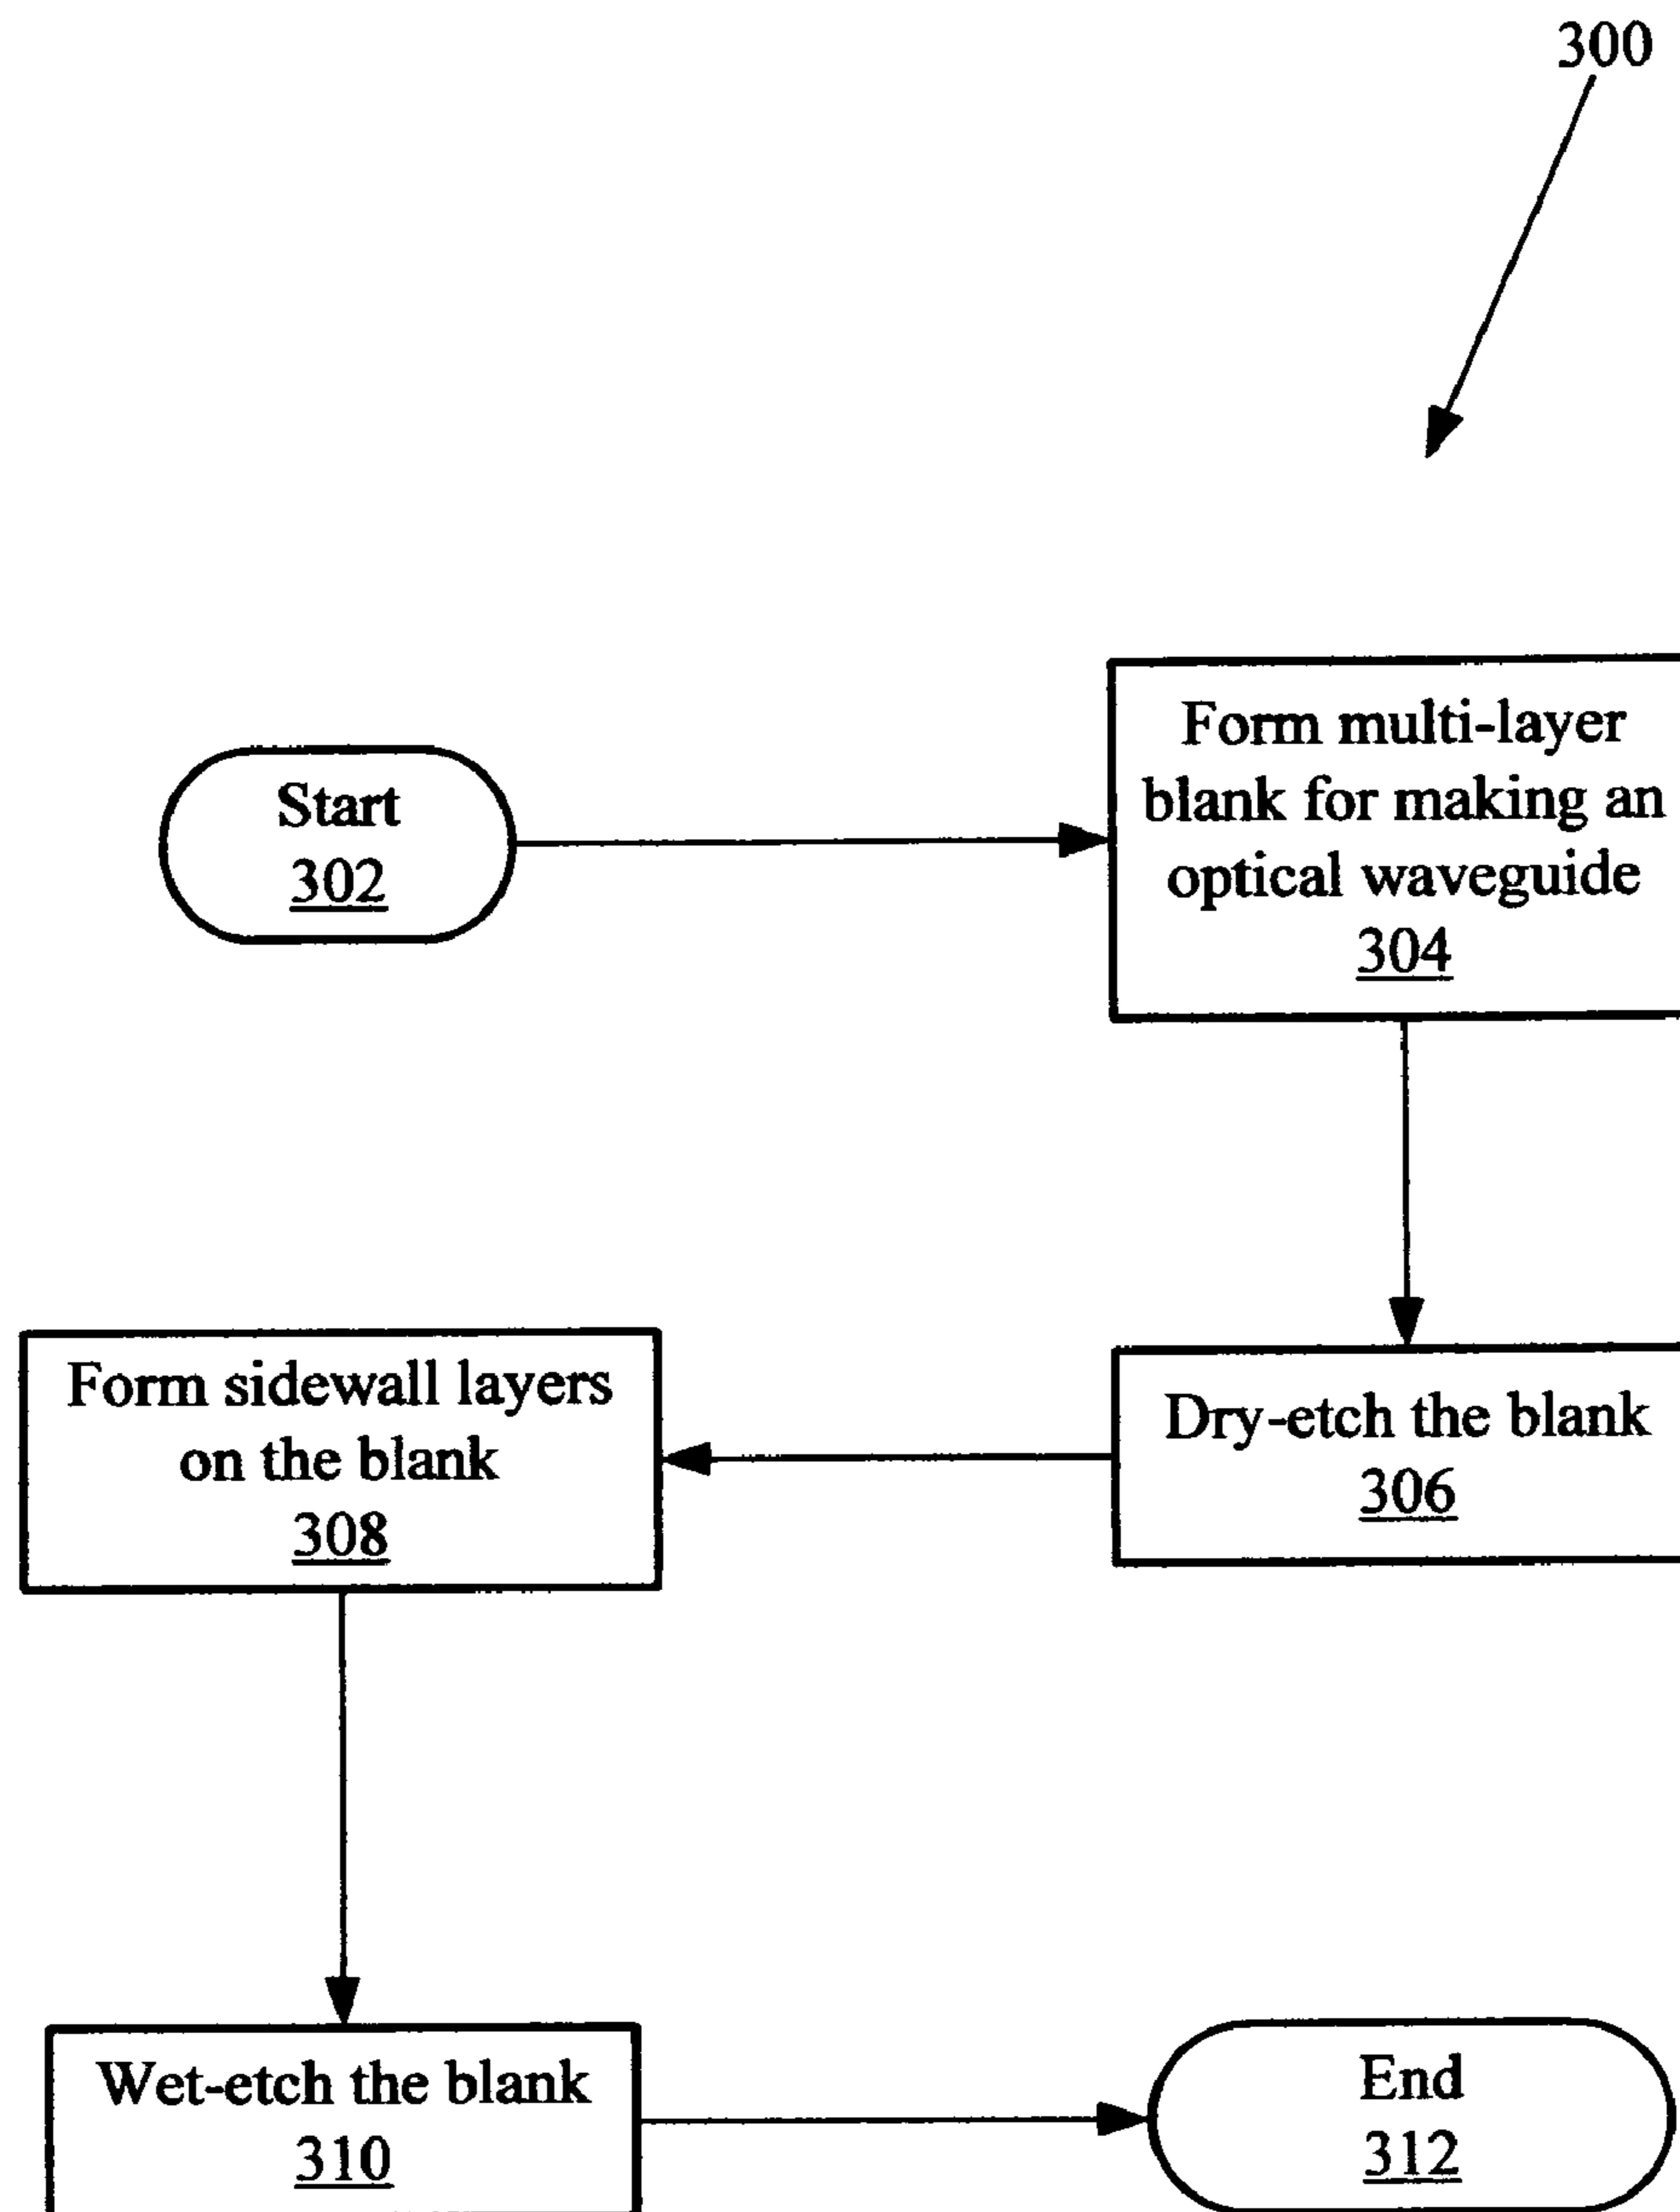 300
Start
302
Form multi-layer
blank for making an
optical waveguide
304
Dry-etch the blank
306
Form sidewall layers
on the blank
308
Wet-etch the blank
310
End
312